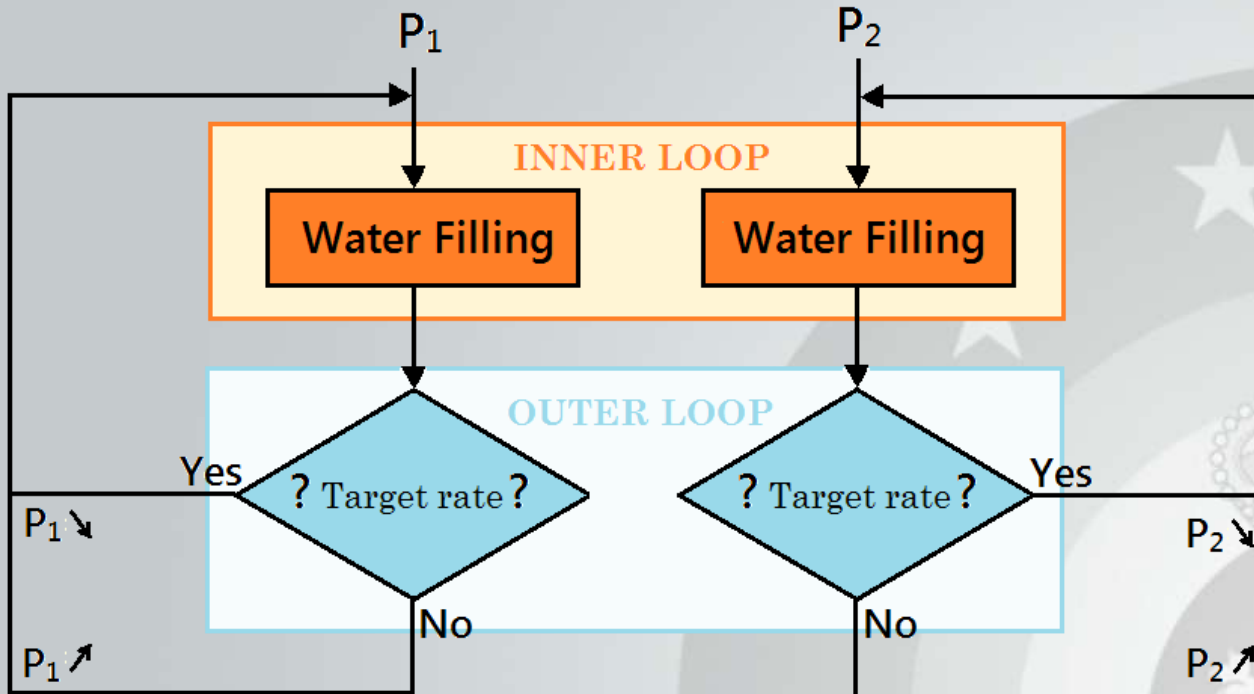 P₁
P₂
INNER LOOP
Water Filling
Water Filling
OUTER LOOP
Yes
? Target rate ?
? Target rate ?
Yes
P₁ ↘
P₂ ↘
No
No
P₁ ↗
P₂ ↗